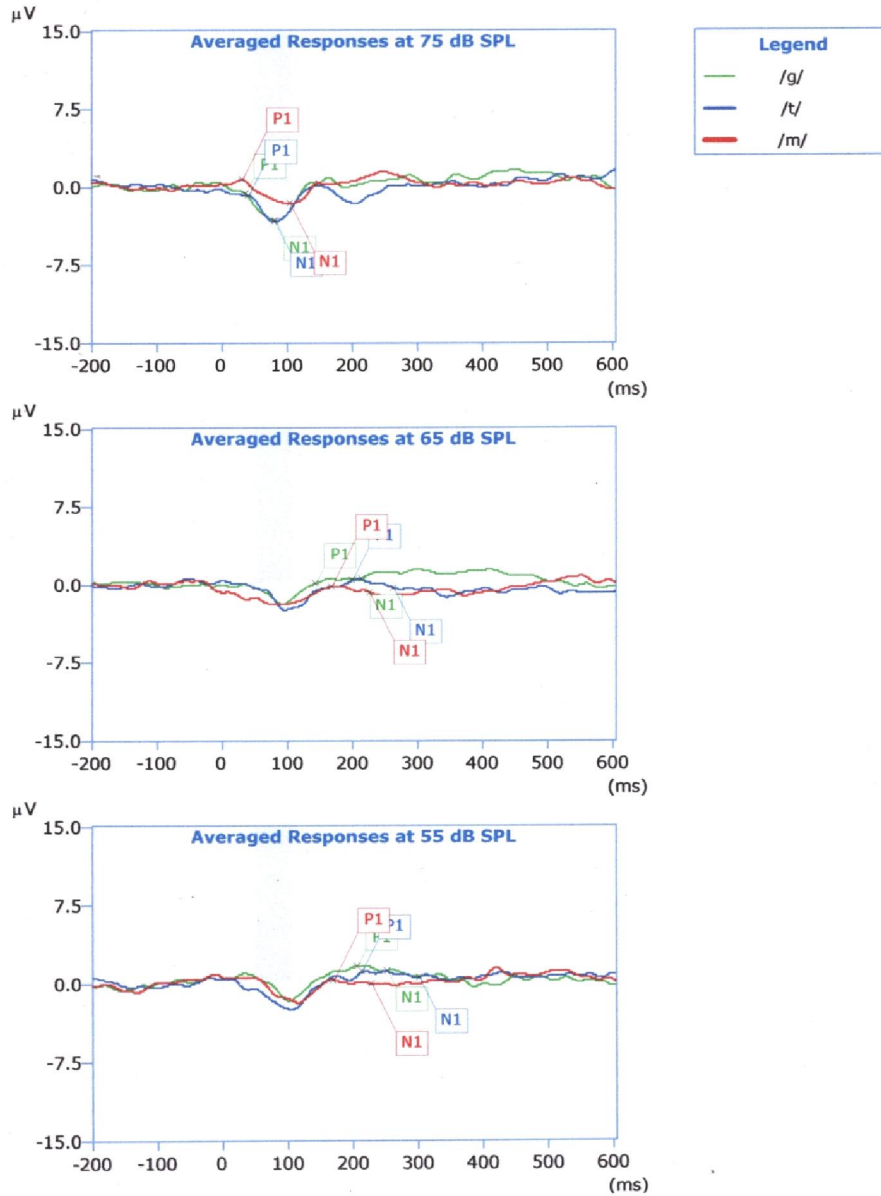 μV
15.0
Averaged Responses at 75 dB SPL
7.5
P1
P1
P1
0.0
N1
N1
N1
-7.5
-15.0
-200 -100 0 100 200 300 400 500 600
(ms)
Legend
/g/
/t/
/m/
μV
15.0
Averaged Responses at 65 dB SPL
7.5
P1
P1
0.0
N1
N1
N1
-7.5
-15.0
-200 -100 0 100 200 300 400 500 600
(ms)
μV
15.0
Averaged Responses at 55 dB SPL
7.5
P1
P1
P1
0.0
N1
N1
N1
-7.5
-15.0
-200 -100 0 100 200 300 400 500 600
(ms)